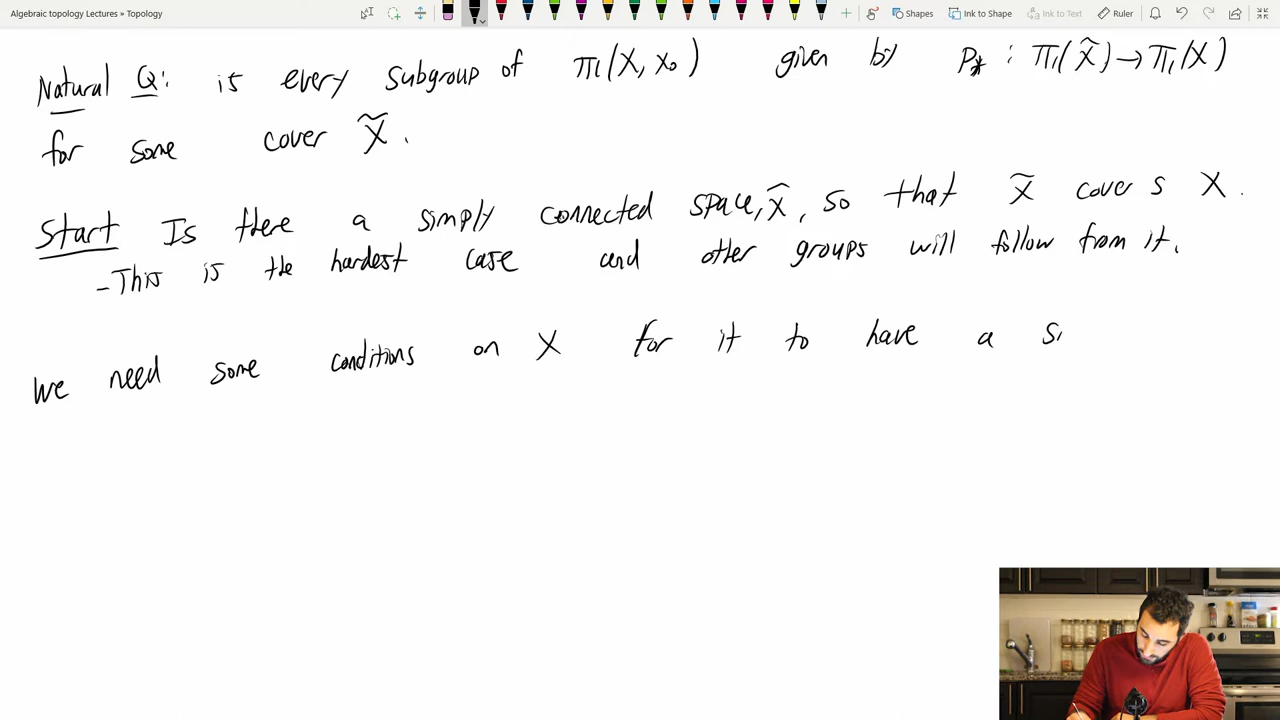 Algebraic topology Lectures » Topology
Shapes Ink to Shape Ink to Text Ruler
Natural Q: is every subgroup of π1(X, x₀) given by P* : π1(X̃) → π1(X)
for some cover X̃.
Start Is there a simply connected space, X̃, so that X̃ covers X.
- This is the hardest case and other groups will follow from it.
We need some conditions on X for it to have a Si